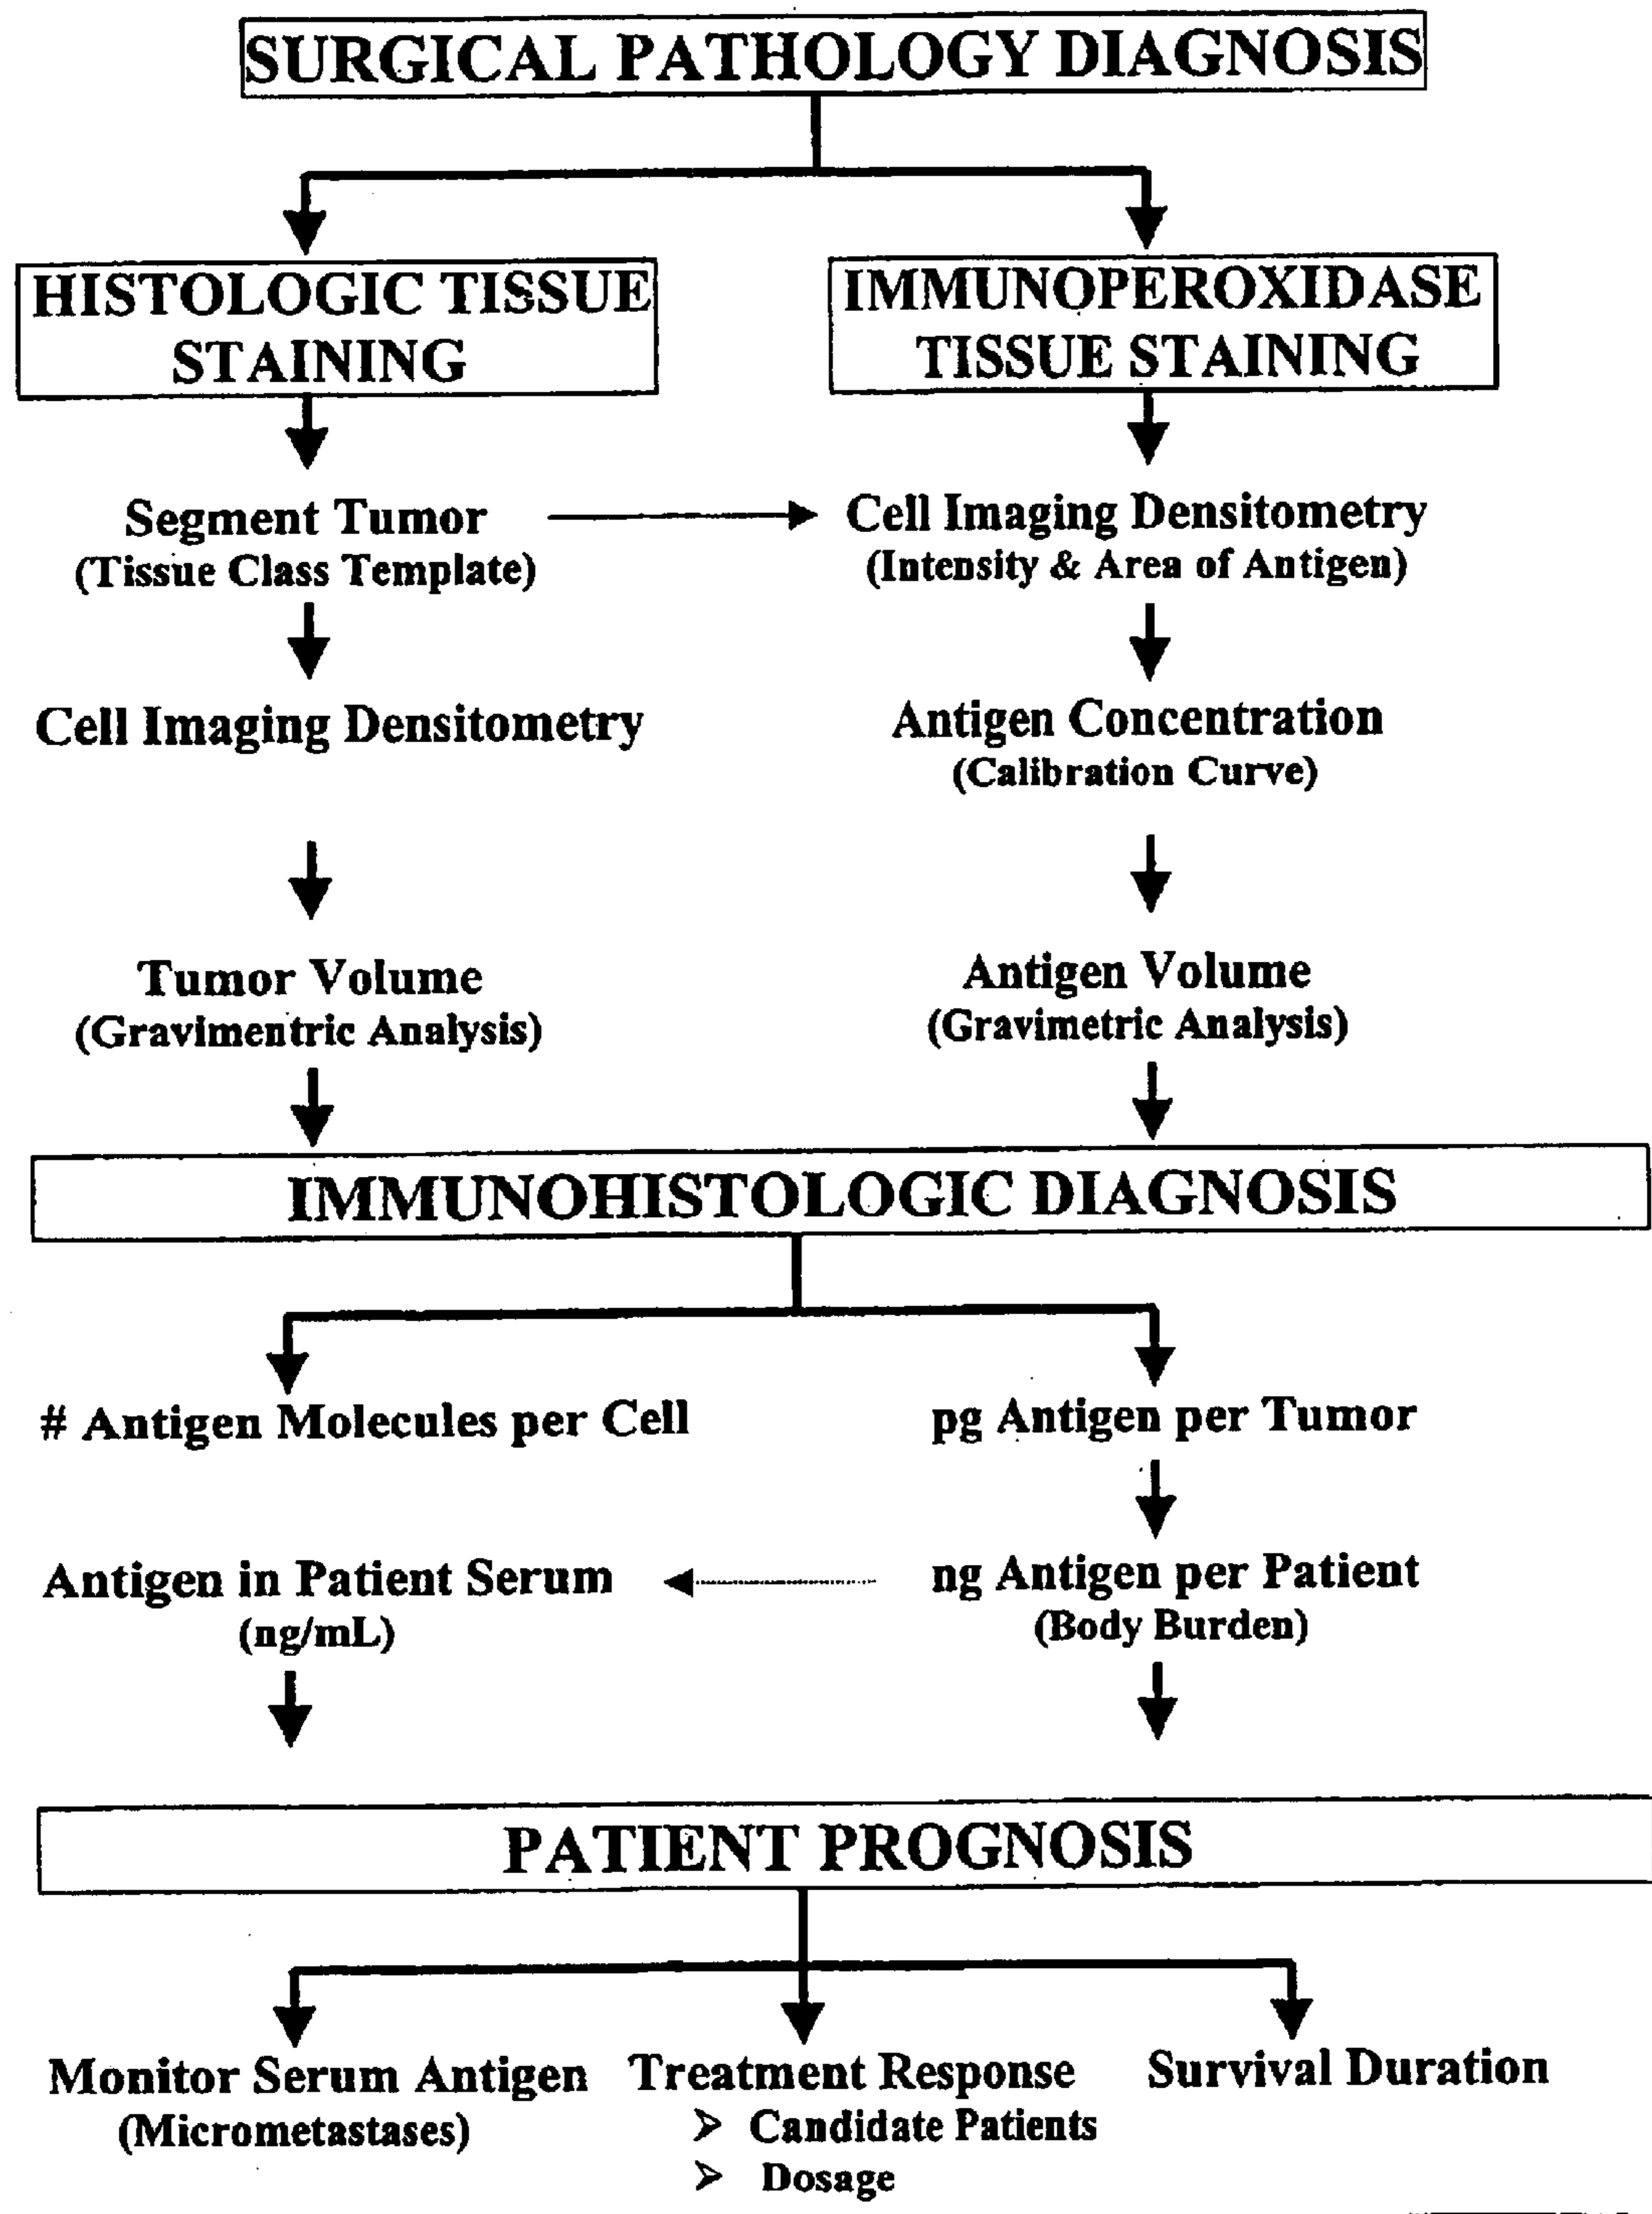 SURGICAL PATHOLOGY DIAGNOSIS
HISTOLOGIC TISSUE
STAINING
IMMUNOPEROXIDASE
TISSUE STAINING
Segment Tumor
(Tissue Class Template)
Cell Imaging Densitometry
(Intensity & Area of Antigen)
Cell Imaging Densitometry
Antigen Concentration
(Calibration Curve)
Tumor Volume
(Gravimentric Analysis)
Antigen Volume
(Gravimetric Analysis)
IMMUNOHISTOLOGIC DIAGNOSIS
# Antigen Molecules per Cell
pg Antigen per Tumor
Antigen in Patient Serum
(ng/mL)
ng Antigen per Patient
(Body Burden)
PATIENT PROGNOSIS
Monitor Serum Antigen
(Micrometastases)
Treatment Response
➢ Candidate Patients
➢ Dosage
Survival Duration